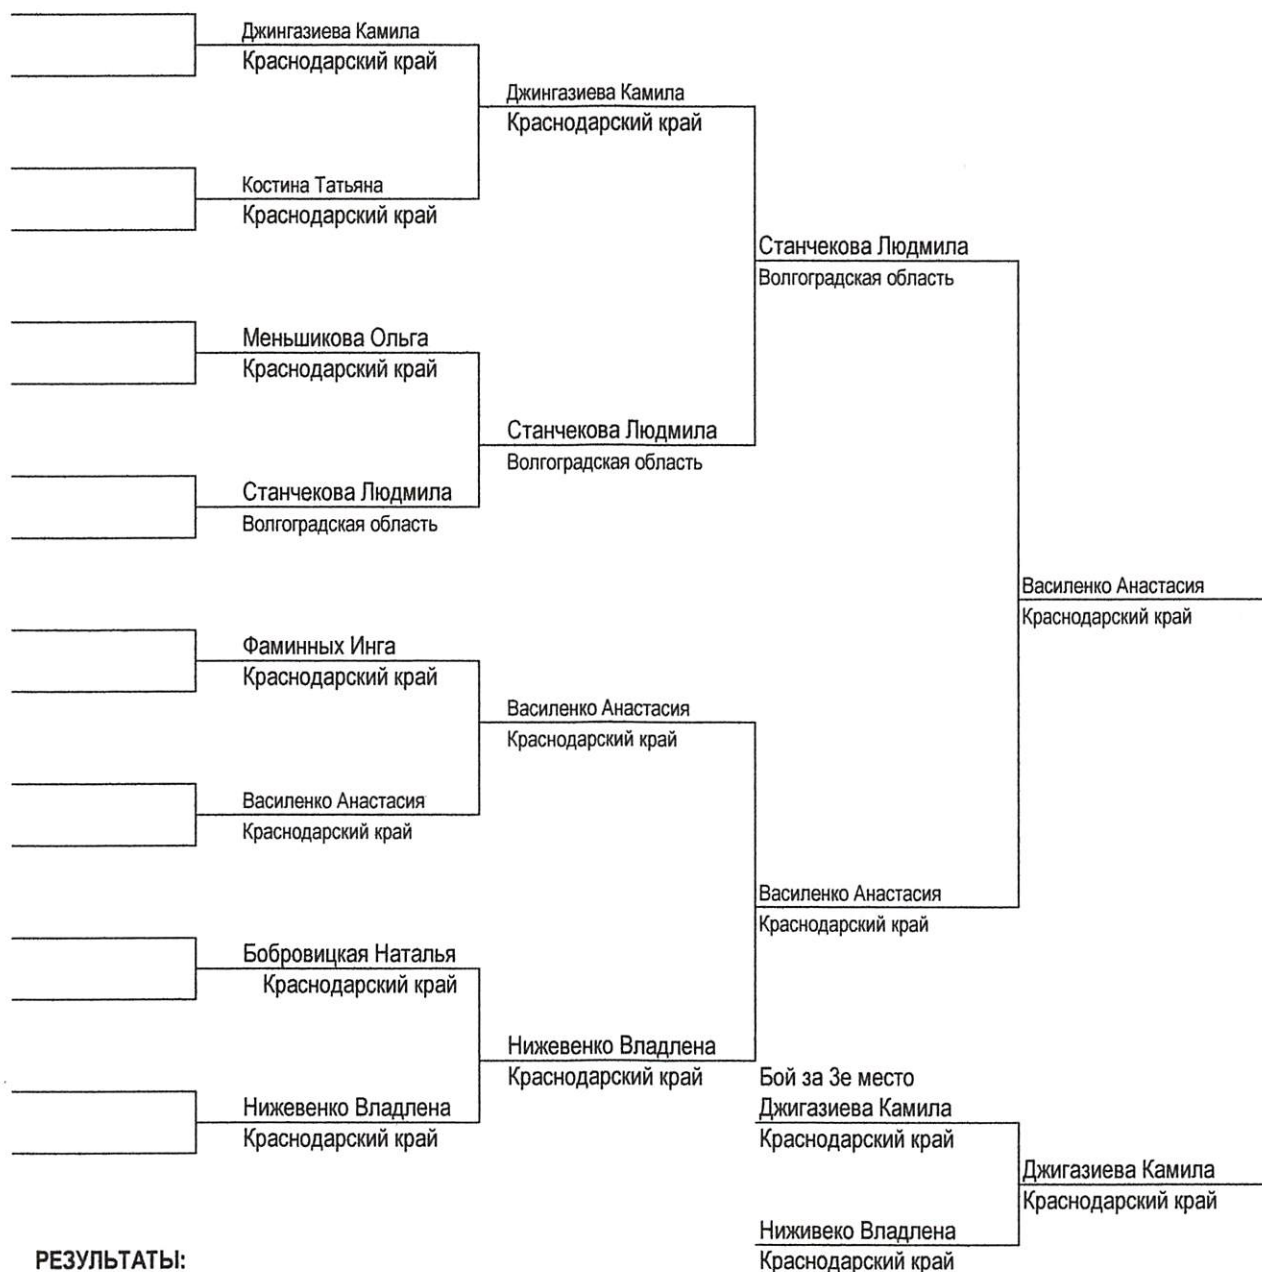 Джингазиева Камила
Краснодарский край
Джингазиева Камила
Краснодарский край
Костина Татьяна
Краснодарский край
Станчекова Людмила
Волгоградская область
Меньшикова Ольга
Краснодарский край
Станчекова Людмила
Волгоградская область
Станчекова Людмила
Волгоградская область
Василенко Анастасия
Краснодарский край
Фаминных Инга
Краснодарский край
Василенко Анастасия
Краснодарский край
Василенко Анастасия
Краснодарский край
Василенко Анастасия
Краснодарский край
Бобровицкая Наталья
Краснодарский край
Нижевенко Владлена
Краснодарский край
Нижевенко Владлена
Краснодарский край
Бой за 3е место
Джигазиева Камила
Краснодарский край
Джигазиева Камила
Краснодарский край
Ниживеко Владлена
Краснодарский край
РЕЗУЛЬТАТЫ: